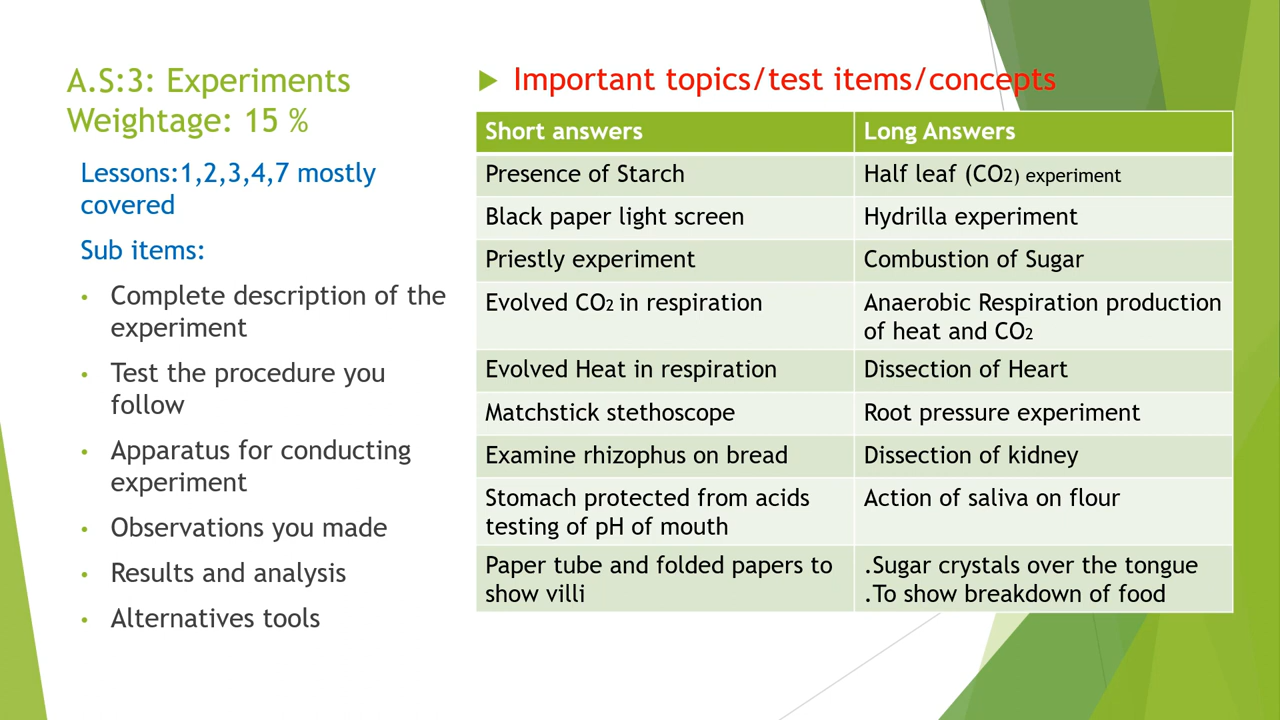 A.S:3: Experiments
Weightage: 15 %
Lessons:1,2,3,4,7 mostly
covered
Sub items:
• Complete description of the
experiment
• Test the procedure you
follow
• Apparatus for conducting
experiment
• Observations you made
• Results and analysis
• Alternatives tools
Important topics/test items/concepts
Short answers Long Answers
Presence of Starch Half leaf (CO2) experiment
Black paper light screen Hydrilla experiment
Priestly experiment Combustion of Sugar
Evolved CO2 in respiration Anaerobic Respiration production
of heat and CO2
Evolved Heat in respiration Dissection of Heart
Matchstick stethoscope Root pressure experiment
Examine rhizophus on bread Dissection of kidney
Stomach protected from acids Action of saliva on flour
testing of pH of mouth
Paper tube and folded papers to .Sugar crystals over the tongue
show villi .To show breakdown of food